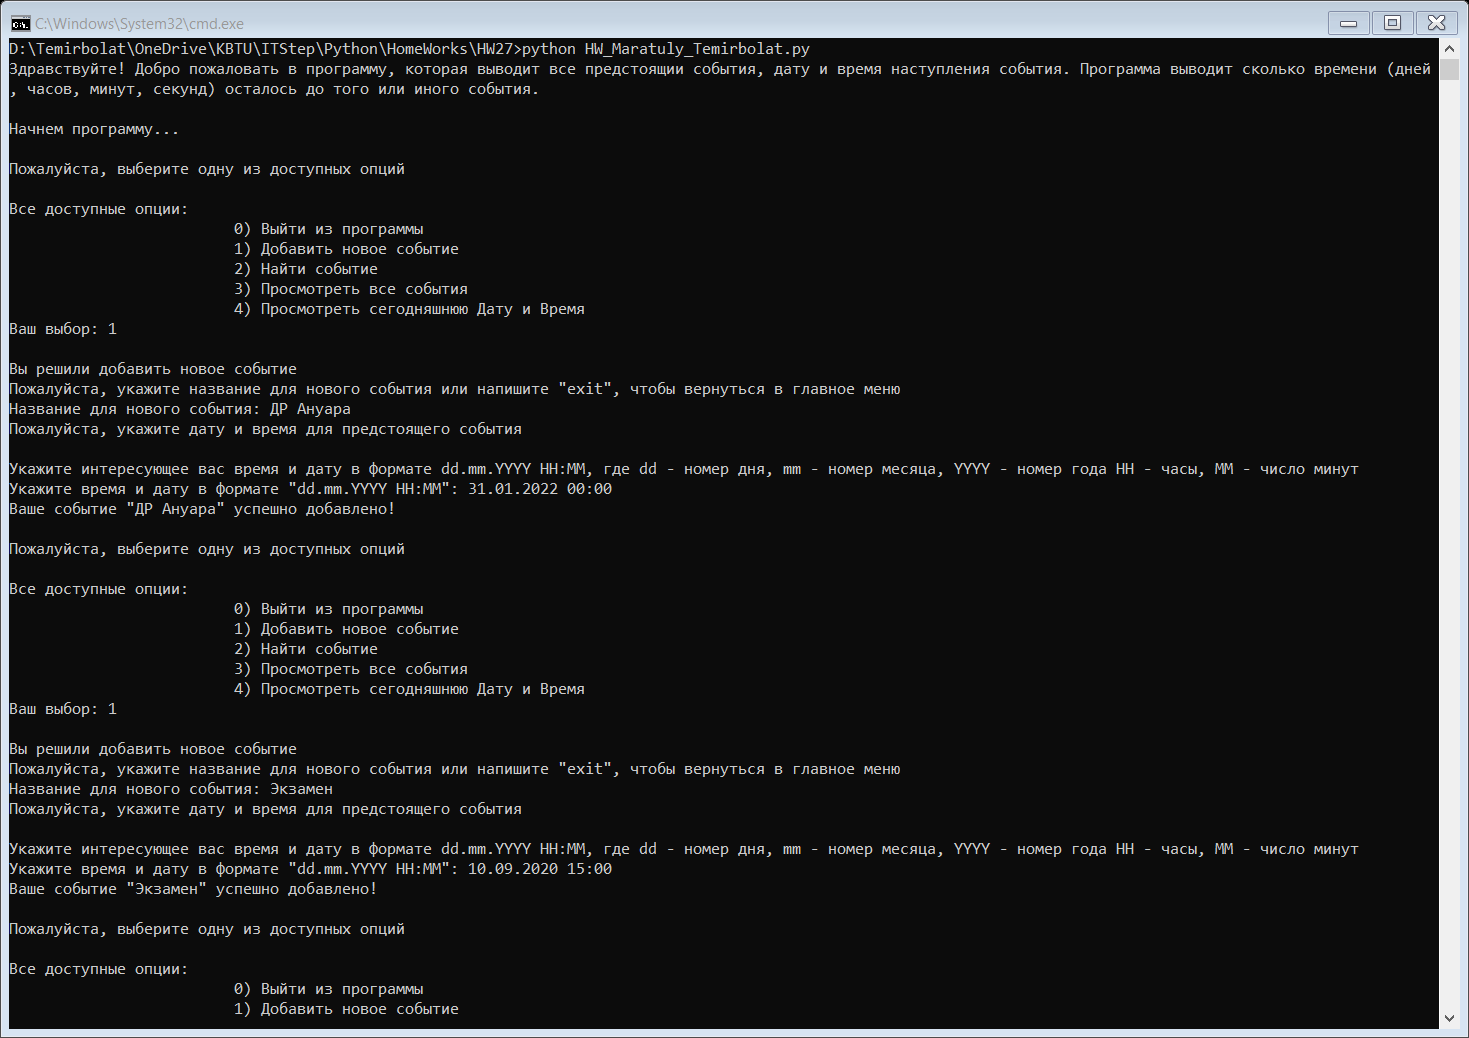 C:\Windows\System32\cmd.exe
D:\Temirbolat\OneDrive\KBTU\ITStep\Python\HomeWorks\HW27>python HW_Maratuly_Temirbolat.py
Здравствуйте! Добро пожаловать в программу, которая выводит все предстоящии события, дату и время наступления события. Программа выводит сколько времени (дней
, часов, минут, секунд) осталось до того или иного события.
Начнем программу...
Пожалуйста, выберите одну из доступных опций
Все доступные опции:
0) Выйти из программы
1) Добавить новое событие
2) Найти событие
3) Просмотреть все события
4) Просмотреть сегодняшнюю Дату и Время
Ваш выбор: 1
Вы решили добавить новое событие
Пожалуйста, укажите название для нового события или напишите "exit", чтобы вернуться в главное меню
Название для нового события: ДР Ануара
Пожалуйста, укажите дату и время для предстоящего события
Укажите интересующее вас время и дату в формате dd.mm.YYYY HH:MM, где dd - номер дня, mm - номер месяца, YYYY - номер года HH - часы, MM - число минут
Укажите время и дату в формате "dd.mm.YYYY HH:MM": 31.01.2022 00:00
Ваше событие "ДР Ануара" успешно добавлено!
Пожалуйста, выберите одну из доступных опций
Все доступные опции:
0) Выйти из программы
1) Добавить новое событие
2) Найти событие
3) Просмотреть все события
4) Просмотреть сегодняшнюю Дату и Время
Ваш выбор: 1
Вы решили добавить новое событие
Пожалуйста, укажите название для нового события или напишите "exit", чтобы вернуться в главное меню
Название для нового события: Экзамен
Пожалуйста, укажите дату и время для предстоящего события
Укажите интересующее вас время и дату в формате dd.mm.YYYY HH:MM, где dd - номер дня, mm - номер месяца, YYYY - номер года HH - часы, MM - число минут
Укажите время и дату в формате "dd.mm.YYYY HH:MM": 10.09.2020 15:00
Ваше событие "Экзамен" успешно добавлено!
Пожалуйста, выберите одну из доступных опций
Все доступные опции:
0) Выйти из программы
1) Добавить новое событие